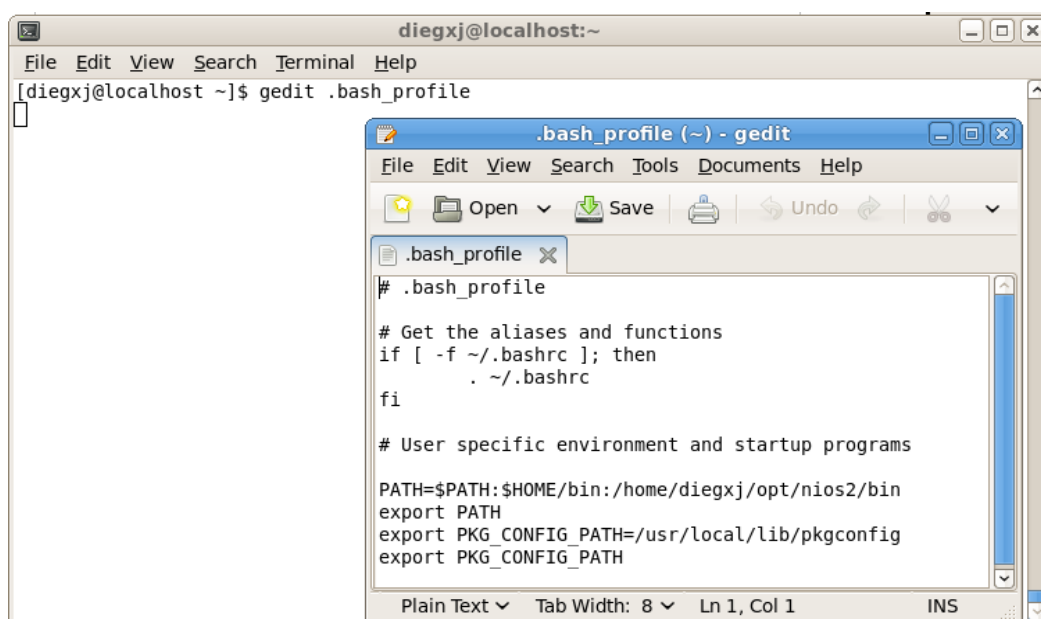 diegxj@localhost:~
File Edit View Search Terminal Help
[diegxj@localhost ~]$ gedit .bash_profile
.bash_profile (~) - gedit
File Edit View Search Tools Documents Help
Open Save Undo
.bash_profile
# .bash_profile
# Get the aliases and functions
if [ -f ~/.bashrc ]; then
. ~/.bashrc
fi
# User specific environment and startup programs
PATH=$PATH:$HOME/bin:/home/diegxj/opt/nios2/bin
export PATH
export PKG_CONFIG_PATH=/usr/local/lib/pkgconfig
export PKG_CONFIG_PATH
Plain Text Tab Width: 8 Ln 1, Col 1 INS